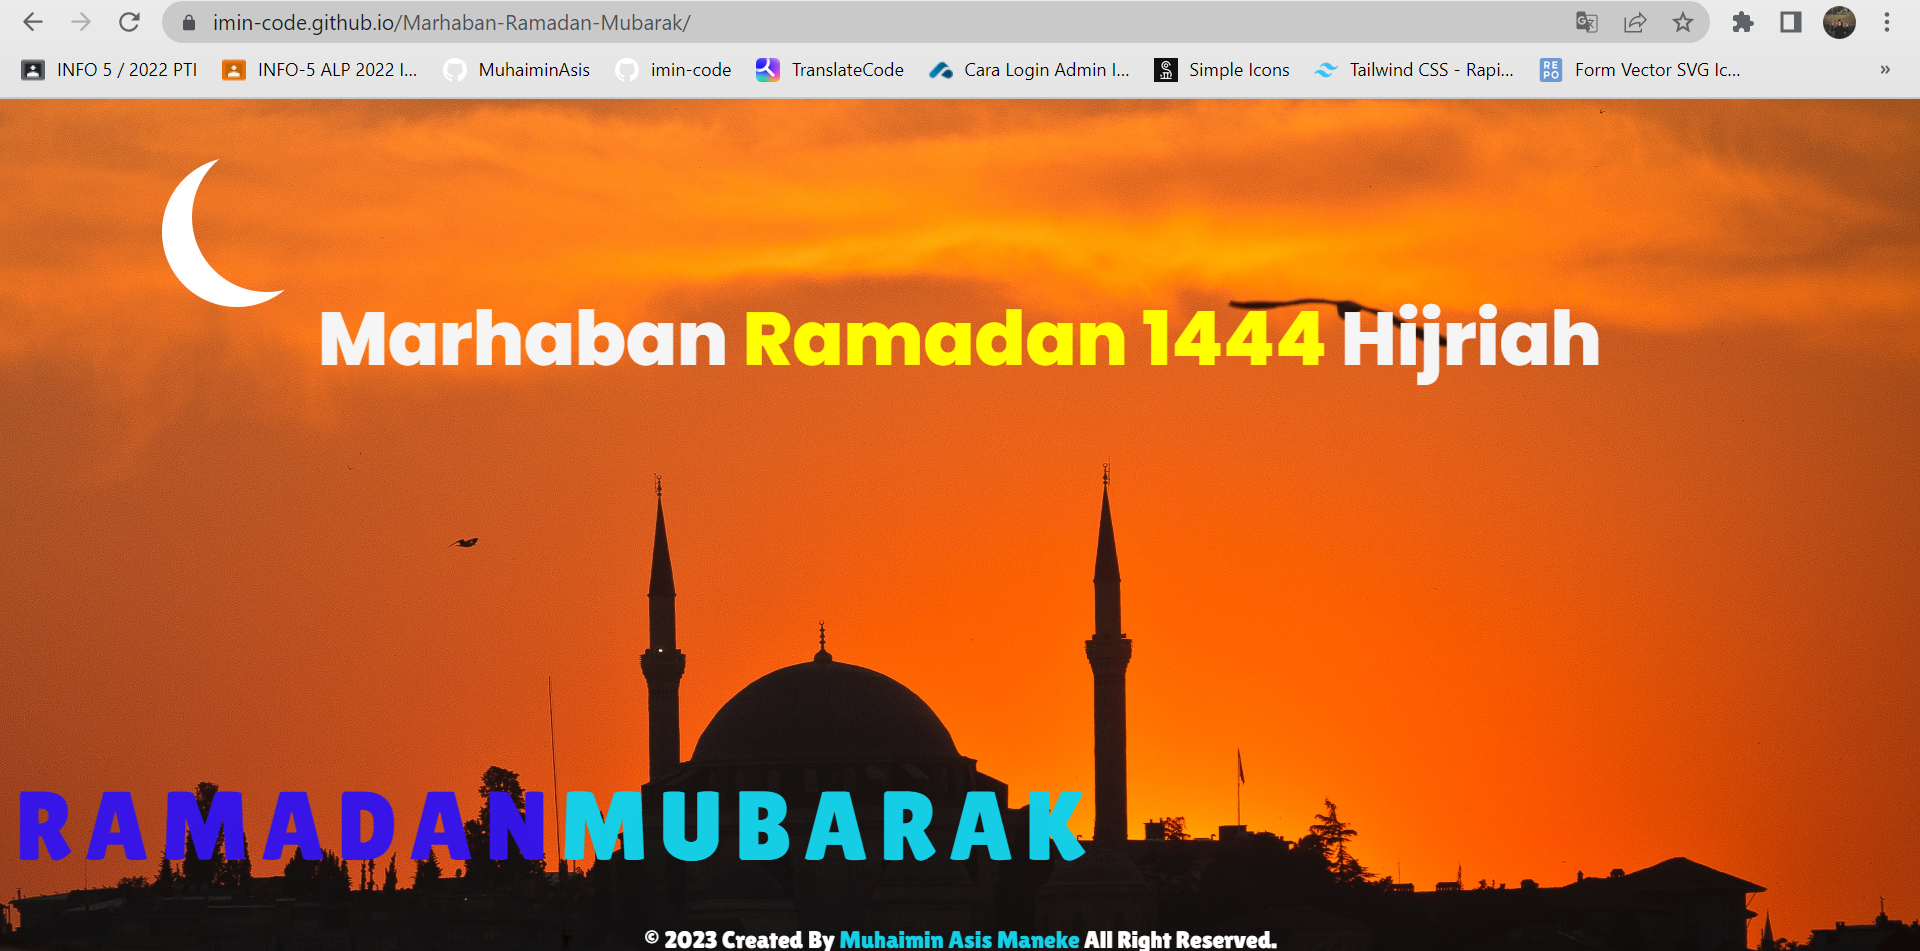 imin-code.github.io/Marhaban-Ramadan-Mubarak/
INFO 5 / 2022 PTI INFO-5 ALP 2022 I... MuhaiminAsis imin-code TranslateCode Cara Login Admin I... Simple Icons REPO Tailwind CSS - Rapi... Form Vector SVG Ic... »
Marhaban Ramadan 1444 Hijriah
RAMADANMUBARAK
© 2023 Created By Muhaimin Asis Maneke All Right Reserved.